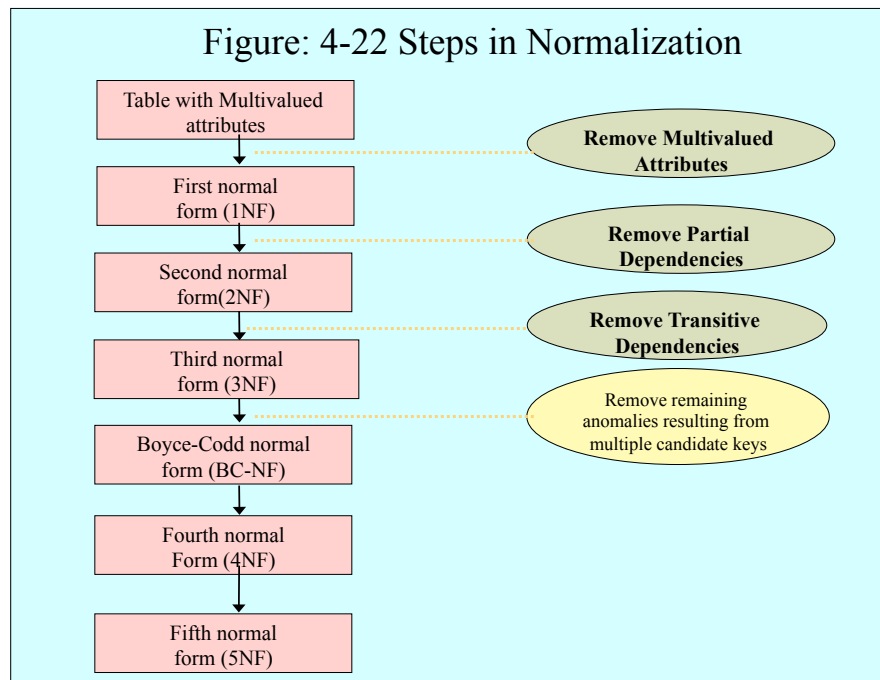 Figure: 4-22 Steps in Normalization
Table with Multivalued
attributes
Remove Multivalued
Attributes
First normal
form (1NF)
Remove Partial
Dependencies
Second normal
form(2NF)
Remove Transitive
Dependencies
Third normal
form (3NF)
Remove remaining
anomalies resulting from
multiple candidate keys
Boyce-Codd normal
form (BC-NF)
Fourth normal
Form (4NF)
Fifth normal
form (5NF)